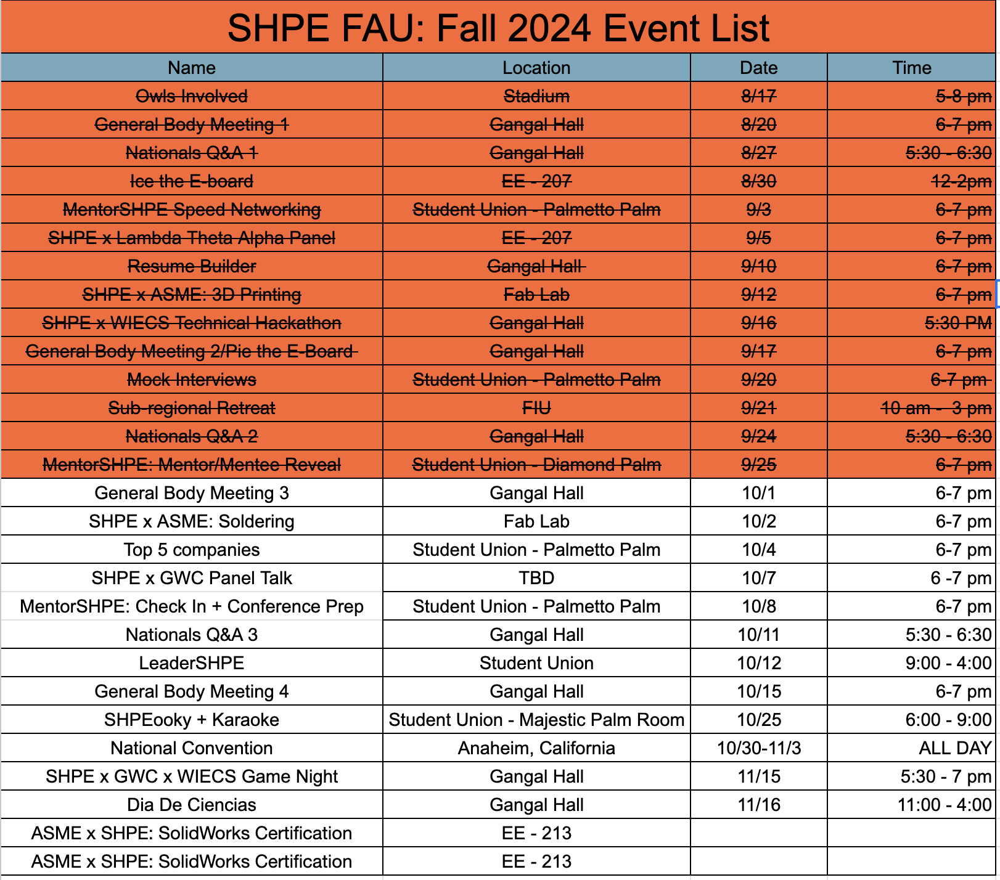 SHPE FAU: Fall 2024 Event List
Name Location Date Time
Owls Involved Stadium 8/17 5-8 pm
General Body Meeting 1 Gangal Hall 8/20 6-7 pm
Nationals Q&A 1 Gangal Hall 8/27 5:30 - 6:30
Ice the E-board EE - 207 8/30 12-2pm
MentorSHPE Speed Networking Student Union - Palmetto Palm 9/3 6-7 pm
SHPE x Lambda Theta Alpha Panel EE - 207 9/5 6-7 pm
Resume Builder Gangal Hall 9/10 6-7 pm
SHPE x ASME: 3D Printing Fab Lab 9/12 6-7 pm
SHPE x WIECS Technical Hackathon Gangal Hall 9/16 5:30 PM
General Body Meeting 2/Pie the E-Board Gangal Hall 9/17 6-7 pm
Mock Interviews Student Union - Palmetto Palm 9/20 6-7 pm
Sub-regional Retreat FIU 9/21 10 am - 3 pm
Nationals Q&A 2 Gangal Hall 9/24 5:30 - 6:30
MentorSHPE: Mentor/Mentee Reveal Student Union - Diamond Palm 9/25 6-7 pm
General Body Meeting 3 Gangal Hall 10/1 6-7 pm
SHPE x ASME: Soldering Fab Lab 10/2 6-7 pm
Top 5 companies Student Union - Palmetto Palm 10/4 6-7 pm
SHPE x GWC Panel Talk TBD 10/7 6 -7 pm
MentorSHPE: Check In + Conference Prep Student Union - Palmetto Palm 10/8 6-7 pm
Nationals Q&A 3 Gangal Hall 10/11 5:30 - 6:30
LeaderSHPE Student Union 10/12 9:00 - 4:00
General Body Meeting 4 Gangal Hall 10/15 6-7 pm
SHPEooky + Karaoke Student Union - Majestic Palm Room 10/25 6:00 - 9:00
National Convention Anaheim, California 10/30-11/3 ALL DAY
SHPE x GWC x WIECS Game Night Gangal Hall 11/15 5:30 - 7 pm
Dia De Ciencias Gangal Hall 11/16 11:00 - 4:00
ASME x SHPE: SolidWorks Certification EE - 213
ASME x SHPE: SolidWorks Certification EE - 213